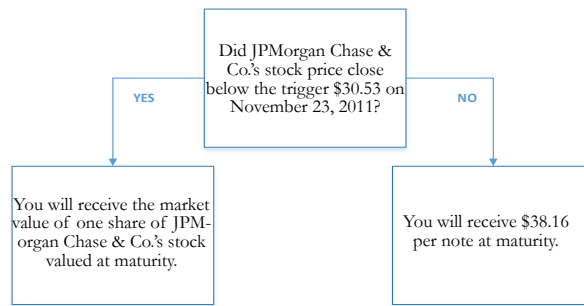 Did JPMorgan Chase &
Co.'s stock price close
below the trigger $30.53 on
November 23, 2011?
YES
NO
You will receive the market
value of one share of JPM-
organ Chase & Co.'s stock
valued at maturity.
You will receive $38.16
per note at maturity.